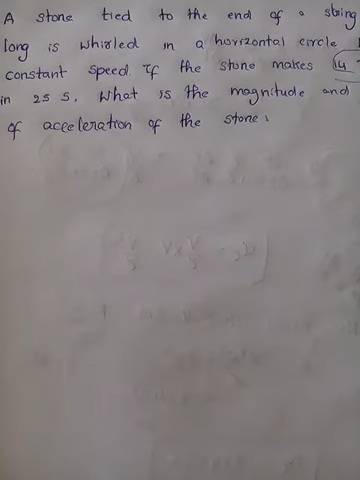 A stone tied to the end of a string
long is whirled in a horizontal circle
constant speed. If the stone makes 14
in 25 s. What is the magnitude and
of acceleration of the stone.